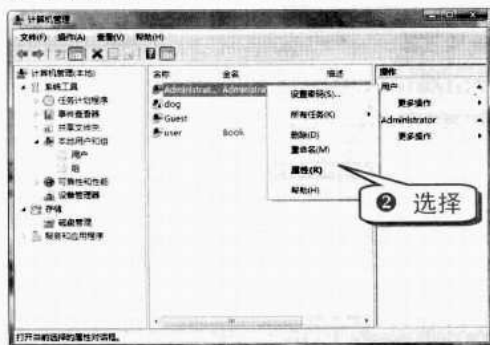 计算机管理
文件(F) 操作(A) 查看(V) 帮助(H)
计算机管理(本地)
系统工具
任务计划程序
事件查看器
共享文件夹
本地用户和组
用户
组
可靠性和性能
设备管理器
存储
磁盘管理
服务和应用程序
名称 全名 描述
Administrat... Administra
dog
Guest
user Book
设置密码(S)...
所有任务(K)
删除(D)
重命名(M)
属性(R)
帮助(H)
操作
用户
更多操作
Administrator
更多操作
❷ 选择
打开当前选择的属性对话框。